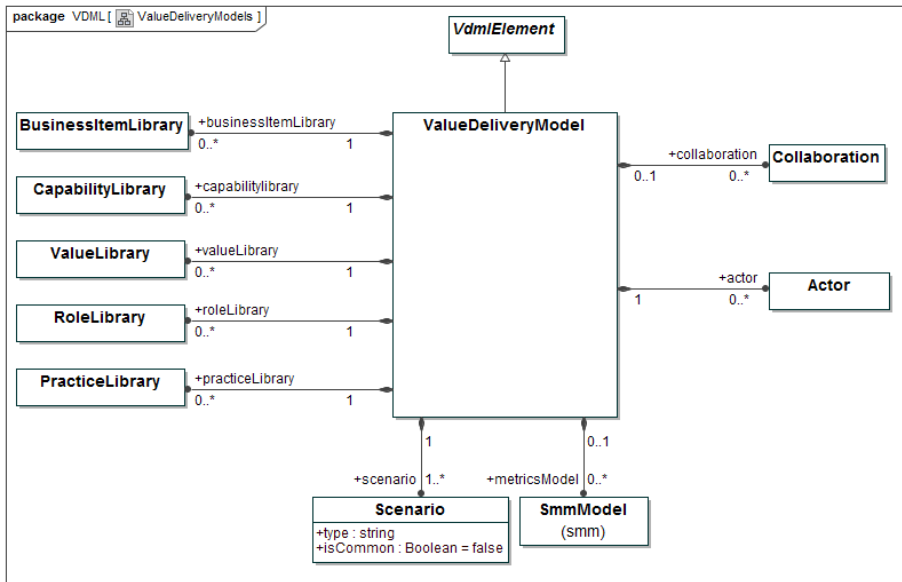 package VDML [ ValueDeliveryModels ]
VdmlElement
ValueDeliveryModel
BusinessItemLibrary
+businessItemLibrary
0..* 1
CapabilityLibrary
+capabilitylibrary
0..* 1
ValueLibrary
+valueLibrary
0..* 1
RoleLibrary
+roleLibrary
0..* 1
PracticeLibrary
+practiceLibrary
0..* 1
+collaboration
Collaboration
0..1 0..*
+actor
Actor
1 0..*
1
+scenario 1..*
Scenario
+type : string
+isCommon : Boolean = false
0..1
+metricsModel 0..*
SmmModel
(smm)